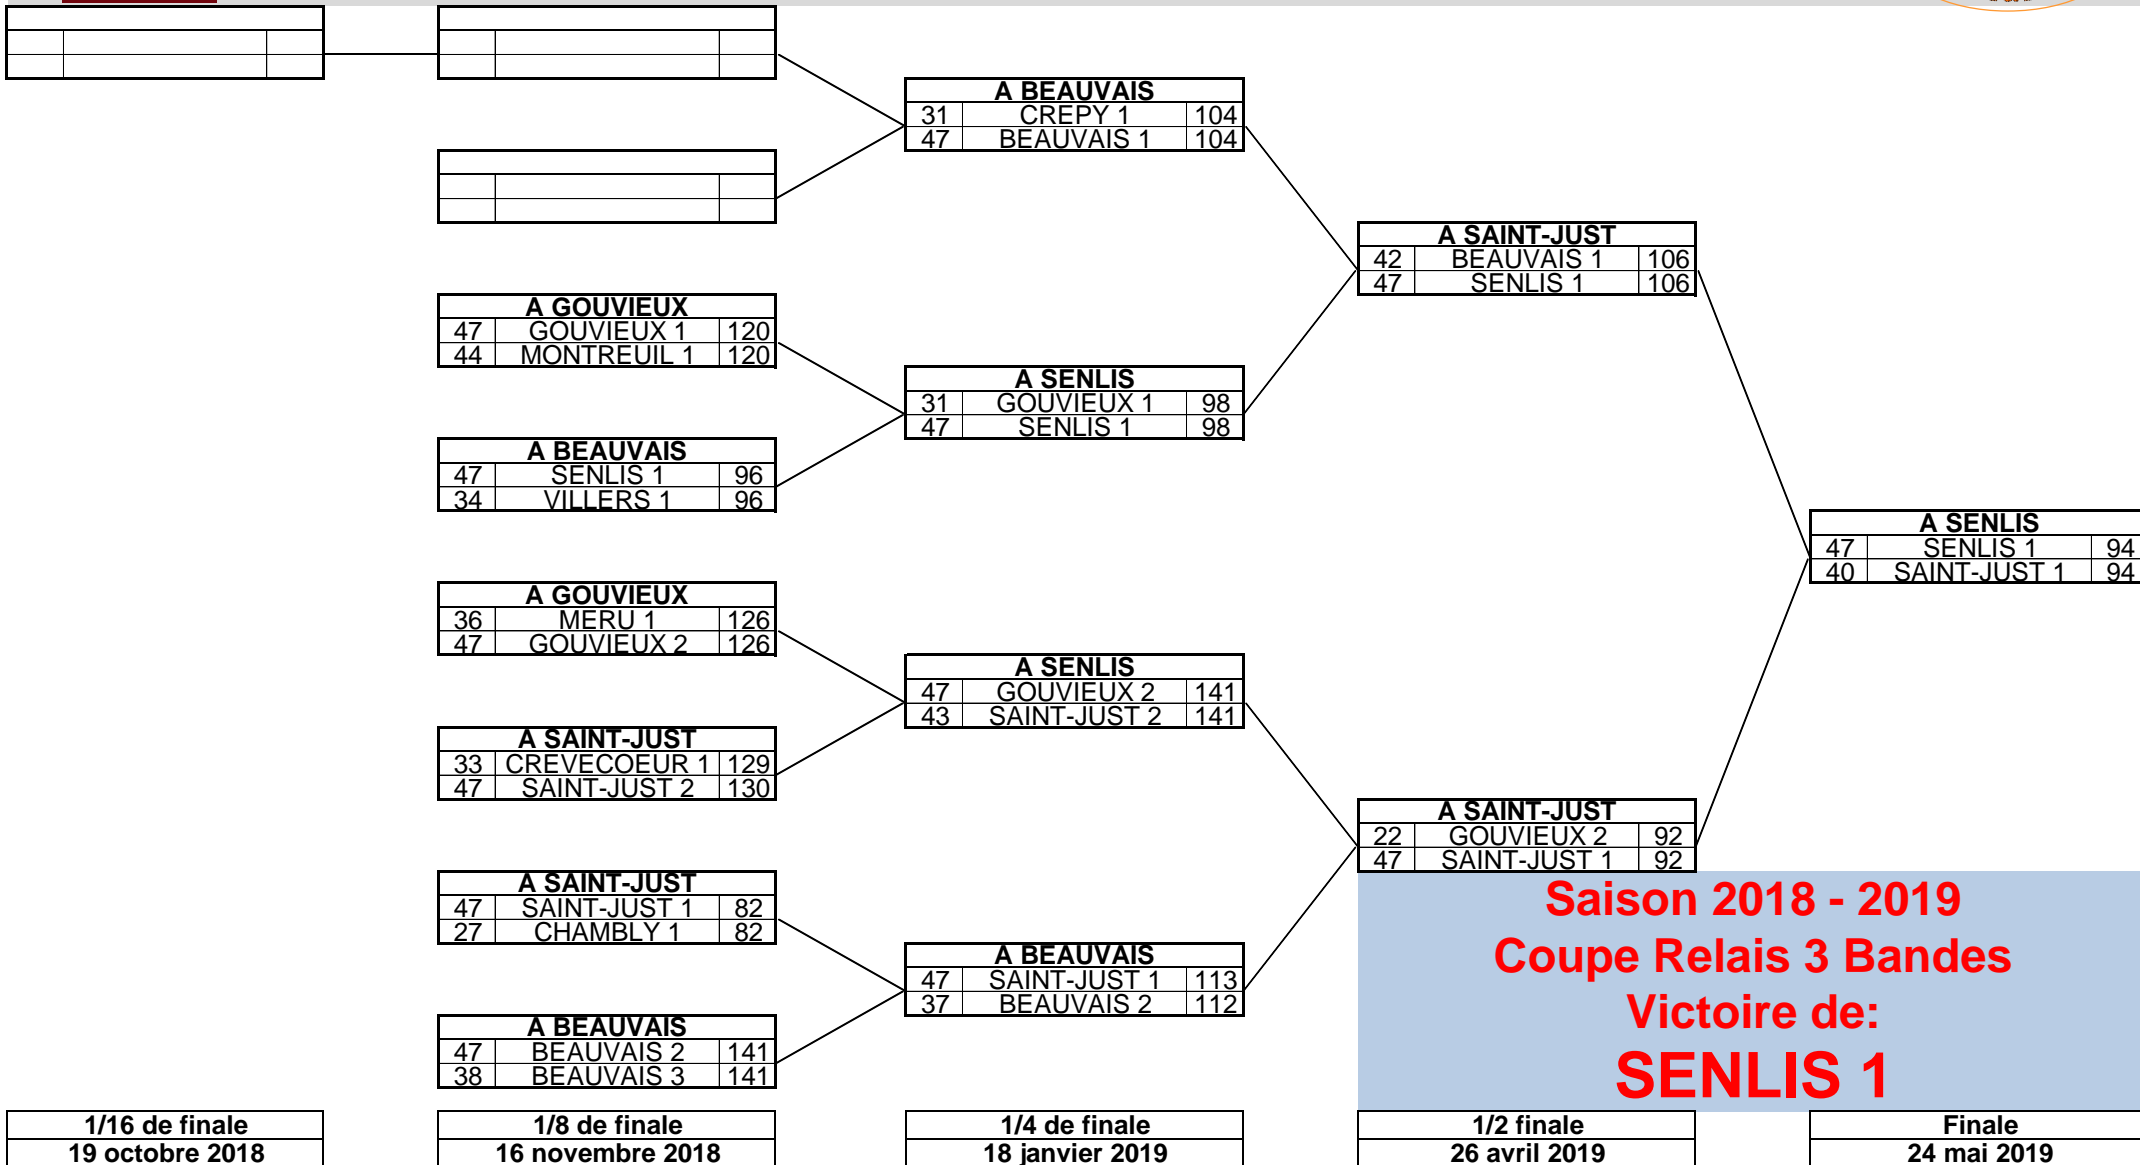 A BEAUVAIS
31 CREPY 1 104
47 BEAUVAIS 1 104
A SAINT-JUST
42 BEAUVAIS 1 106
47 SENLIS 1 106
A GOUVIEUX
47 GOUVIEUX 1 120
44 MONTREUIL 1 120
A SENLIS
31 GOUVIEUX 1 98
47 SENLIS 1 98
A BEAUVAIS
47 SENLIS 1 96
34 VILLERS 1 96
A SENLIS
47 SENLIS 1 94
40 SAINT-JUST 1 94
A GOUVIEUX
36 MERU 1 126
47 GOUVIEUX 2 126
A SENLIS
47 GOUVIEUX 2 141
43 SAINT-JUST 2 141
A SAINT-JUST
33 CREVECOEUR 1 129
47 SAINT-JUST 2 130
A SAINT-JUST
22 GOUVIEUX 2 92
47 SAINT-JUST 1 92
A SAINT-JUST
47 SAINT-JUST 1 82
27 CHAMBLY 1 82
A BEAUVAIS
47 SAINT-JUST 1 113
37 BEAUVAIS 2 112
A BEAUVAIS
47 BEAUVAIS 2 141
38 BEAUVAIS 3 141
Saison 2018 - 2019
Coupe Relais 3 Bandes
Victoire de:
SENLIS 1
1/16 de finale
19 octobre 2018
1/8 de finale
16 novembre 2018
1/4 de finale
18 janvier 2019
1/2 finale
26 avril 2019
Finale
24 mai 2019